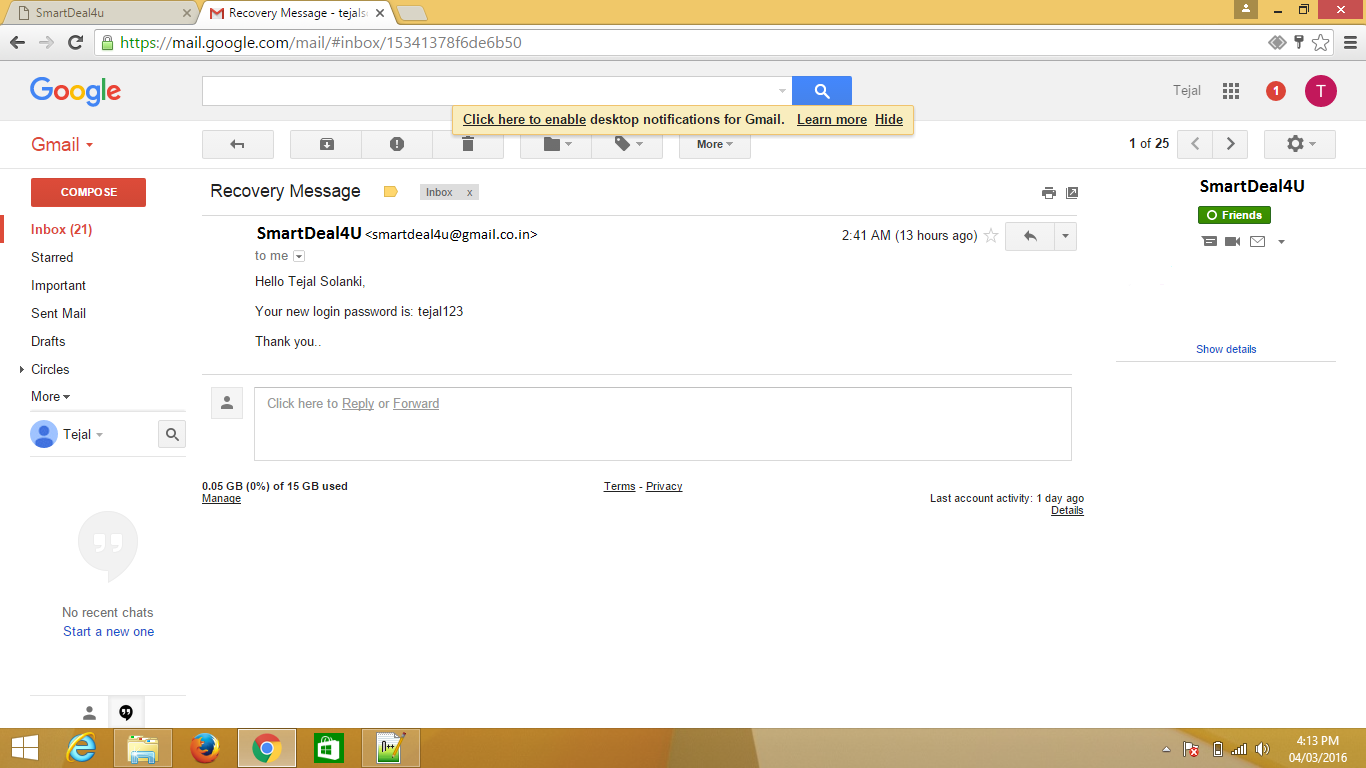 SmartDeal4u
Recovery Message - tejals
https://mail.google.com/mail/#inbox/15341378f6de6b50
Google
Tejal
1
T
Click here to enable desktop notifications for Gmail. Learn more Hide
Gmail
More
1 of 25
COMPOSE
Recovery Message
Inbox x
SmartDeal4U
Friends
Inbox (21)
SmartDeal4U <smartdeal4u@gmail.co.in>
2:41 AM (13 hours ago)
to me
Starred
Important
Sent Mail
Drafts
Circles
More
Hello Tejal Solanki,
Your new login password is: tejal123
Thank you..
Show details
Click here to Reply or Forward
Tejal
0.05 GB (0%) of 15 GB used
Manage
Terms - Privacy
Last account activity: 1 day ago
Details
No recent chats
Start a new one
4:13 PM
04/03/2016